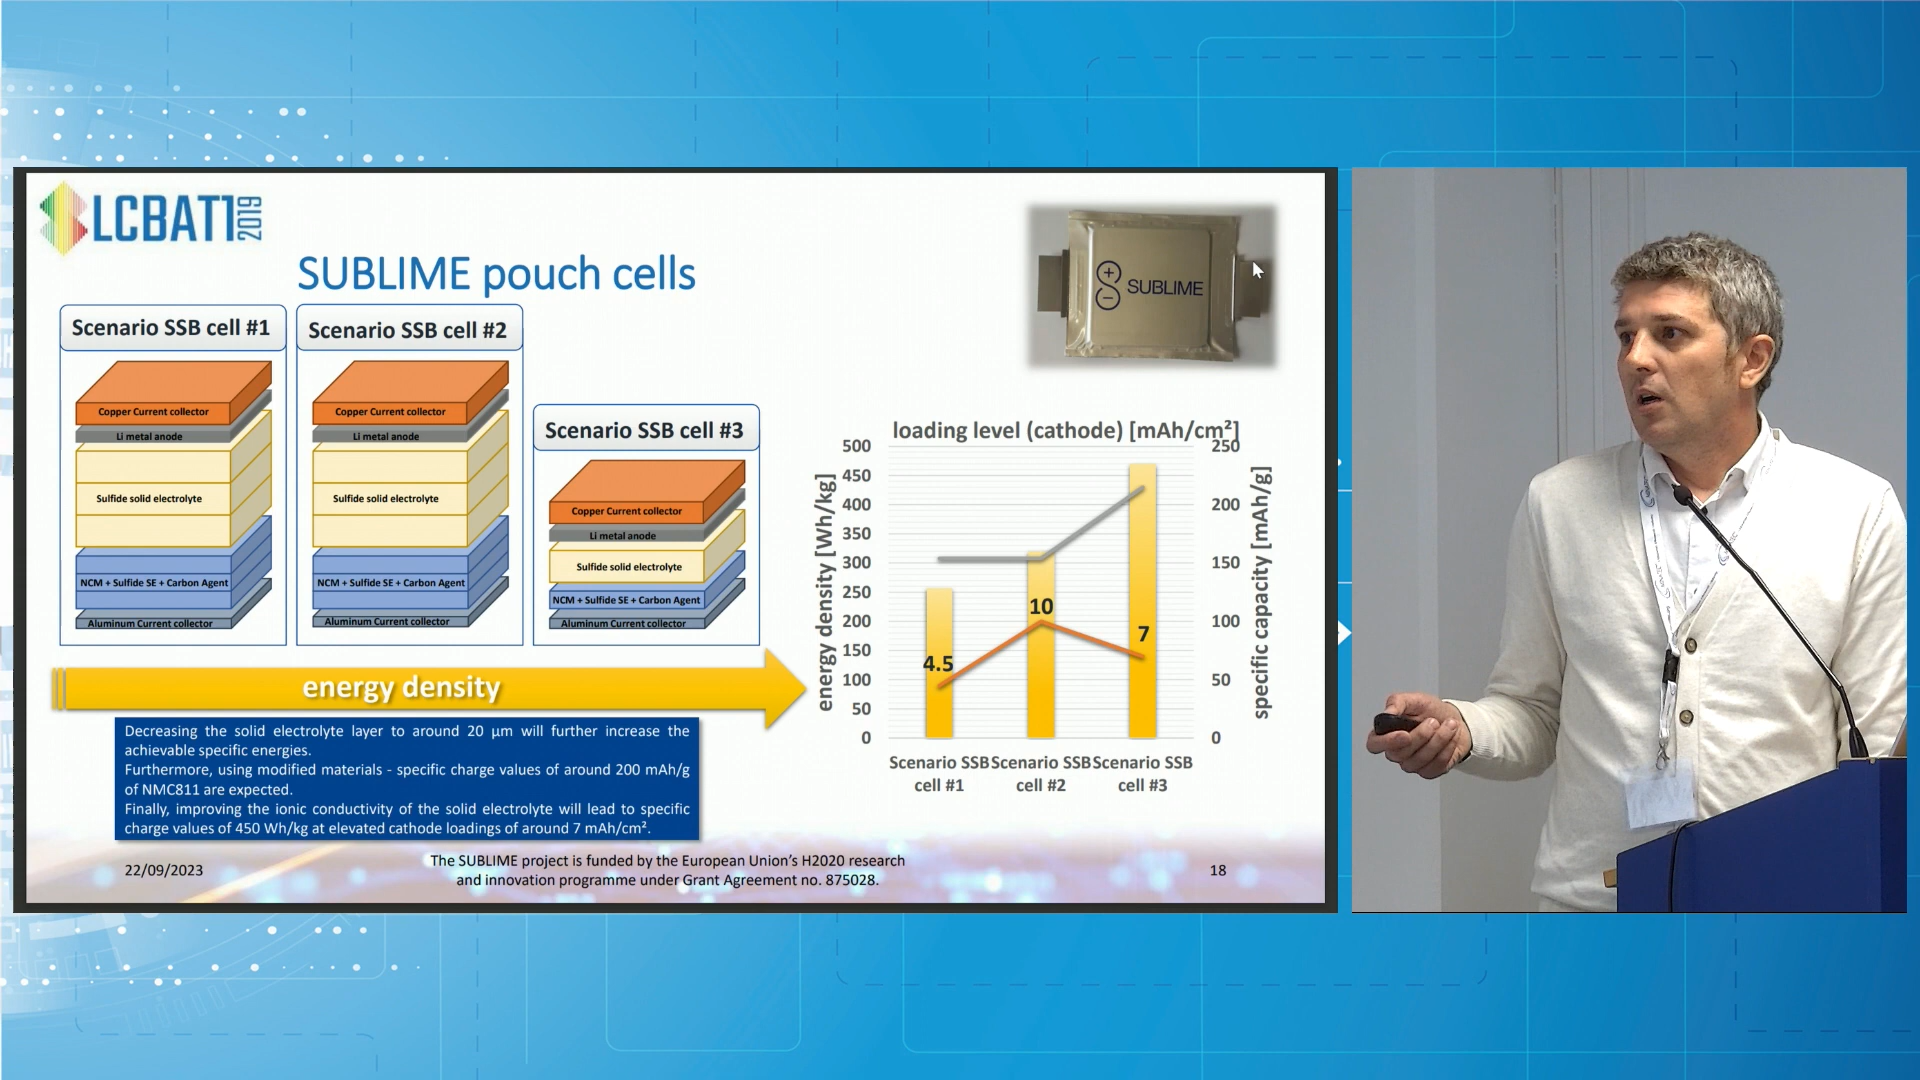 LCBAT1 2019
SUBLIME pouch cells
SUBLIME
Scenario SSB cell #1
Copper Current collector
Li metal anode
Sulfide solid electrolyte
NCM + Sulfide SE + Carbon Agent
Aluminum Current collector
Scenario SSB cell #2
Copper Current collector
Li metal anode
Sulfide solid electrolyte
NCM + Sulfide SE + Carbon Agent
Aluminum Current collector
Scenario SSB cell #3
Copper Current collector
Li metal anode
Sulfide solid electrolyte
NCM + Sulfide SE + Carbon Agent
Aluminum Current collector
energy density
Decreasing the solid electrolyte layer to around 20 µm will further increase the
achievable specific energies.
Furthermore, using modified materials - specific charge values of around 200 mAh/g
of NMC811 are expected.
Finally, improving the ionic conductivity of the solid electrolyte will lead to specific
charge values of 450 Wh/kg at elevated cathode loadings of around 7 mAh/cm².
loading level (cathode) [mAh/cm²]
energy density [Wh/kg]
500
450
400
350
300
250
200
150
100
50
0
4.5
10
7
250
200
150
100
50
0
specific capacity [mAh/g]
Scenario SSB
cell #1
Scenario SSB
cell #2
Scenario SSB
cell #3
22/09/2023
The SUBLIME project is funded by the European Union's H2020 research
and innovation programme under Grant Agreement no. 875028.
18